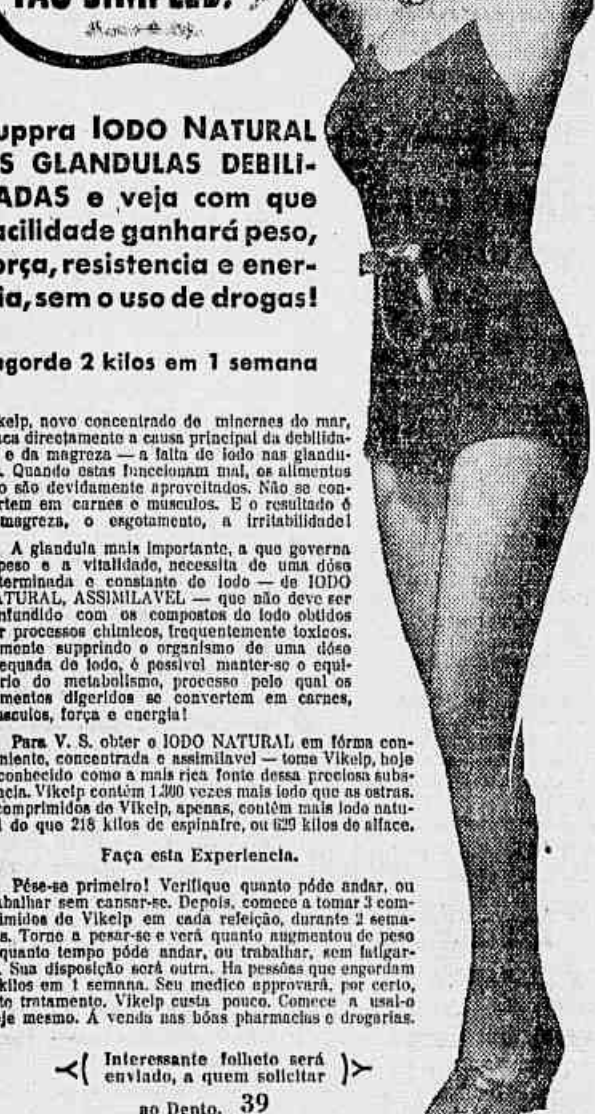 TÃO SIMPLES!
uppra IODO NATURAL
S GLANDULAS DEBILI-
ADAS e veja com que
acilidade ganhará peso,
orça, resistencia e ener-
ia, sem o uso de drogas!
ngorde 2 kilos em 1 semana
kelp, novo concentrado de mineraes do mar,
aca directamente a causa principal da debilida-
e da magreza — a falta de iodo nas glandu-
. Quando estas funccionam mal, os alimentos
o são devidamente aproveitados. Não se con-
rtem em carnes e musculos. E o resultado é
magreza, o esgotamento, a irritabilidade!
A glandula mais importante, a que governa
peso e a vitalidade, necessita de uma dóse
terminada e constante de iodo — de IODO
ATURAL, ASSIMILAVEL — que não deve ser
nfundido com os compostos de iodo obtidos
r processos chimicos, frequentemente toxicos.
mente supprindo o organismo de uma dóse
equada de iodo, é possivel manter-se o equi-
rio do metabolismo, processo pelo qual os
mentos digeridos se convertem em carnes,
usculos, força e energia!
Para V. S. obter o IODO NATURAL em fórma con-
niente, concentrada e assimilavel — tome Vikelp, hoje
conhecido como a mais rica fonte dessa preciosa subs-
ncia. Vikelp contém 1.300 vezes mais iodo que as ostras.
comprimidos de Vikelp, apenas, contêm mais iodo natu-
l do que 218 kilos de espinafre, ou 629 kilos de alface.
Faça esta Experiencia.
Pése-se primeiro! Verifique quanto póde andar, ou
abalhar sem cansar-se. Depois, comece a tomar 3 com-
imidos de Vikelp em cada refeição, durante 2 sema-
s. Torne a pesar-se e verá quanto augmentou de peso
quanto tempo póde andar, ou trabalhar, sem fatigar-
. Sua disposição será outra. Ha pessôas que engordam
kilos em 1 semana. Seu medico approvará, por certo,
te tratamento. Vikelp custa pouco. Comece a usal-o
je mesmo. Á venda nas bôas pharmacias e drogarias.
Interessante folheto será
enviado, a quem solicitar
ao Depto. 39